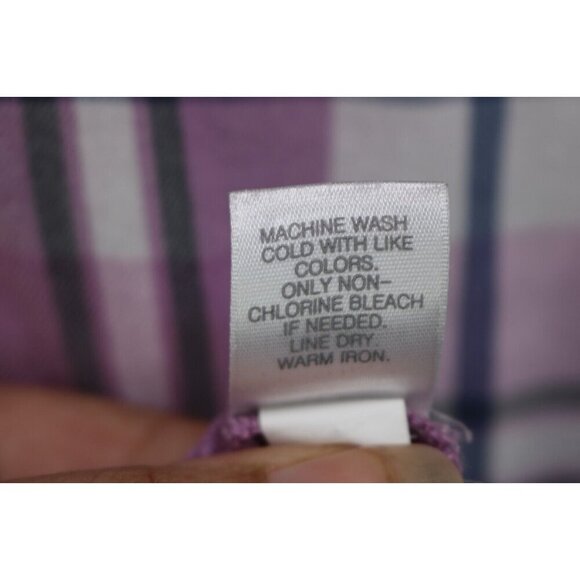 MACHINE WASH
COLD WITH LIKE
COLORS.
ONLY NON-
CHLORINE BLEACH
IF NEEDED.
LINE DRY.
WARM IRON.